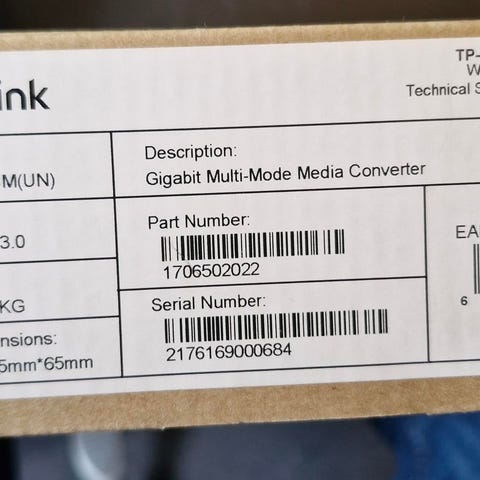 ink
TP-
W
Technical S
M(UN)
Description:
Gigabit Multi-Mode Media Converter
3.0
Part Number:
1706502022
EA
KG
6
Serial Number:
2176169000684
nsions:
5mm*65mm